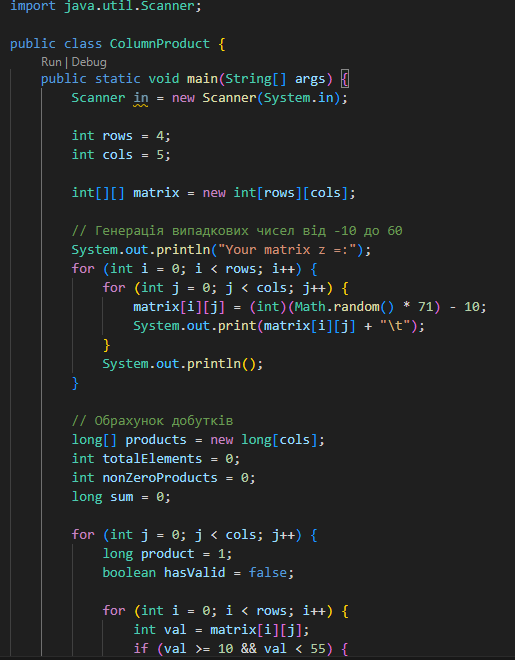 import java.util.Scanner;
public class ColumnProduct {
Run | Debug
public static void main(String[] args) {
Scanner in = new Scanner(System.in);
int rows = 4;
int cols = 5;
int[][] matrix = new int[rows][cols];
// Генерація випадкових чисел від -10 до 60
System.out.println("Your matrix z =:");
for (int i = 0; i < rows; i++) {
for (int j = 0; j < cols; j++) {
matrix[i][j] = (int)(Math.random() * 71) - 10;
System.out.print(matrix[i][j] + "\t");
}
System.out.println();
}
// Обрахунок добутків
long[] products = new long[cols];
int totalElements = 0;
int nonZeroProducts = 0;
long sum = 0;
for (int j = 0; j < cols; j++) {
long product = 1;
boolean hasValid = false;
for (int i = 0; i < rows; i++) {
int val = matrix[i][j];
if (val >= 10 && val < 55) {